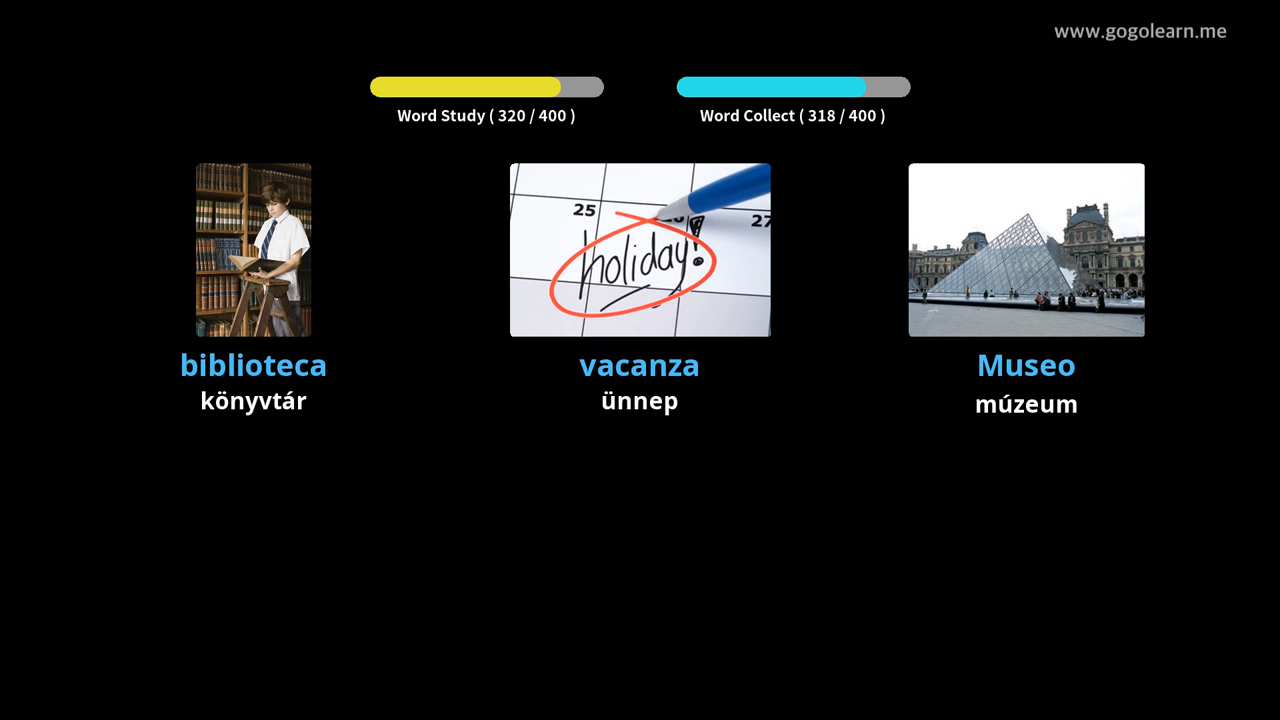 www.gogolearn.me
Word Study ( 320 / 400 )
Word Collect ( 318 / 400 )
25
27
holiday!
biblioteca
vacanza
Museo
könyvtár
ünnep
múzeum